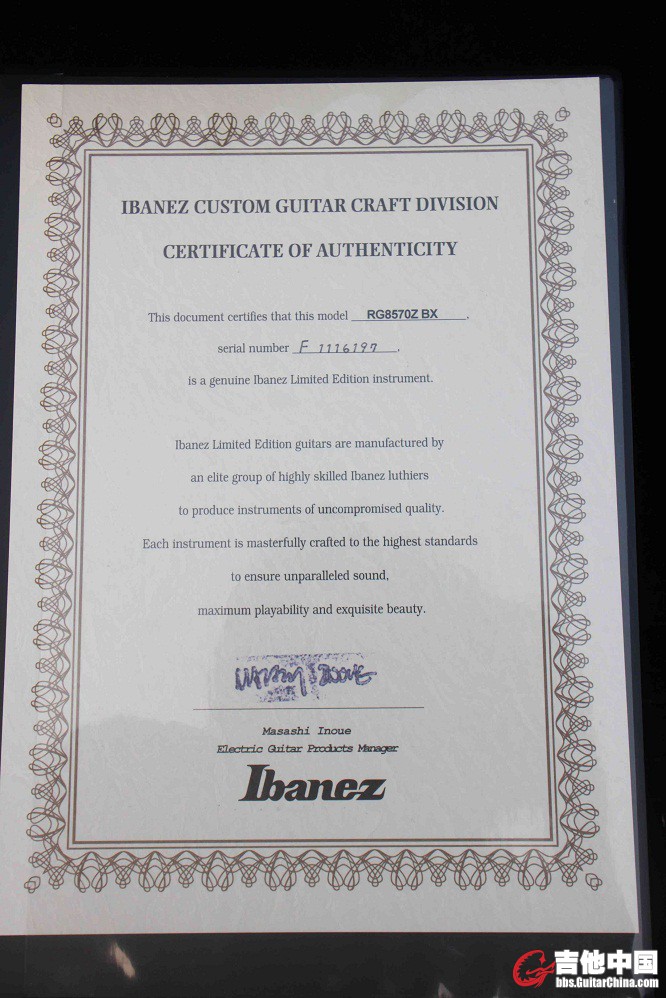 IBANEZ CUSTOM GUITAR CRAFT DIVISION
CERTIFICATE OF AUTHENTICITY
This document certifies that this model RG8570Z BX,
serial number F 1116197,
is a genuine Ibanez Limited Edition instrument.
Ibanez Limited Edition guitars are manufactured by
an elite group of highly skilled Ibanez luthiers
to produce instruments of uncompromised quality.
Each instrument is masterfully crafted to the highest standards
to ensure unparalleled sound,
maximum playability and exquisite beauty.
Masashi Inoue
Electric Guitar Products Manager
Ibanez
吉他中国
bbs.GuitarChina.com